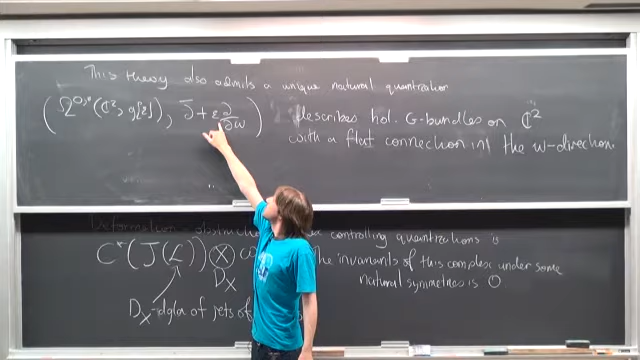 This theory also admits a unique natural quantization
(Ω^{0,*}(ℂ², g[ε]), ∂̄ + ε ∂/∂w) describes hol. G-bundles on ℂ²
with a flat connection in the w-direction.
obstruction controlling quantizations is
C*(J(L)) ⊗_{D_X} The invariants of this complex under some
natural symmetries is 0
D_X-dgla of jets of